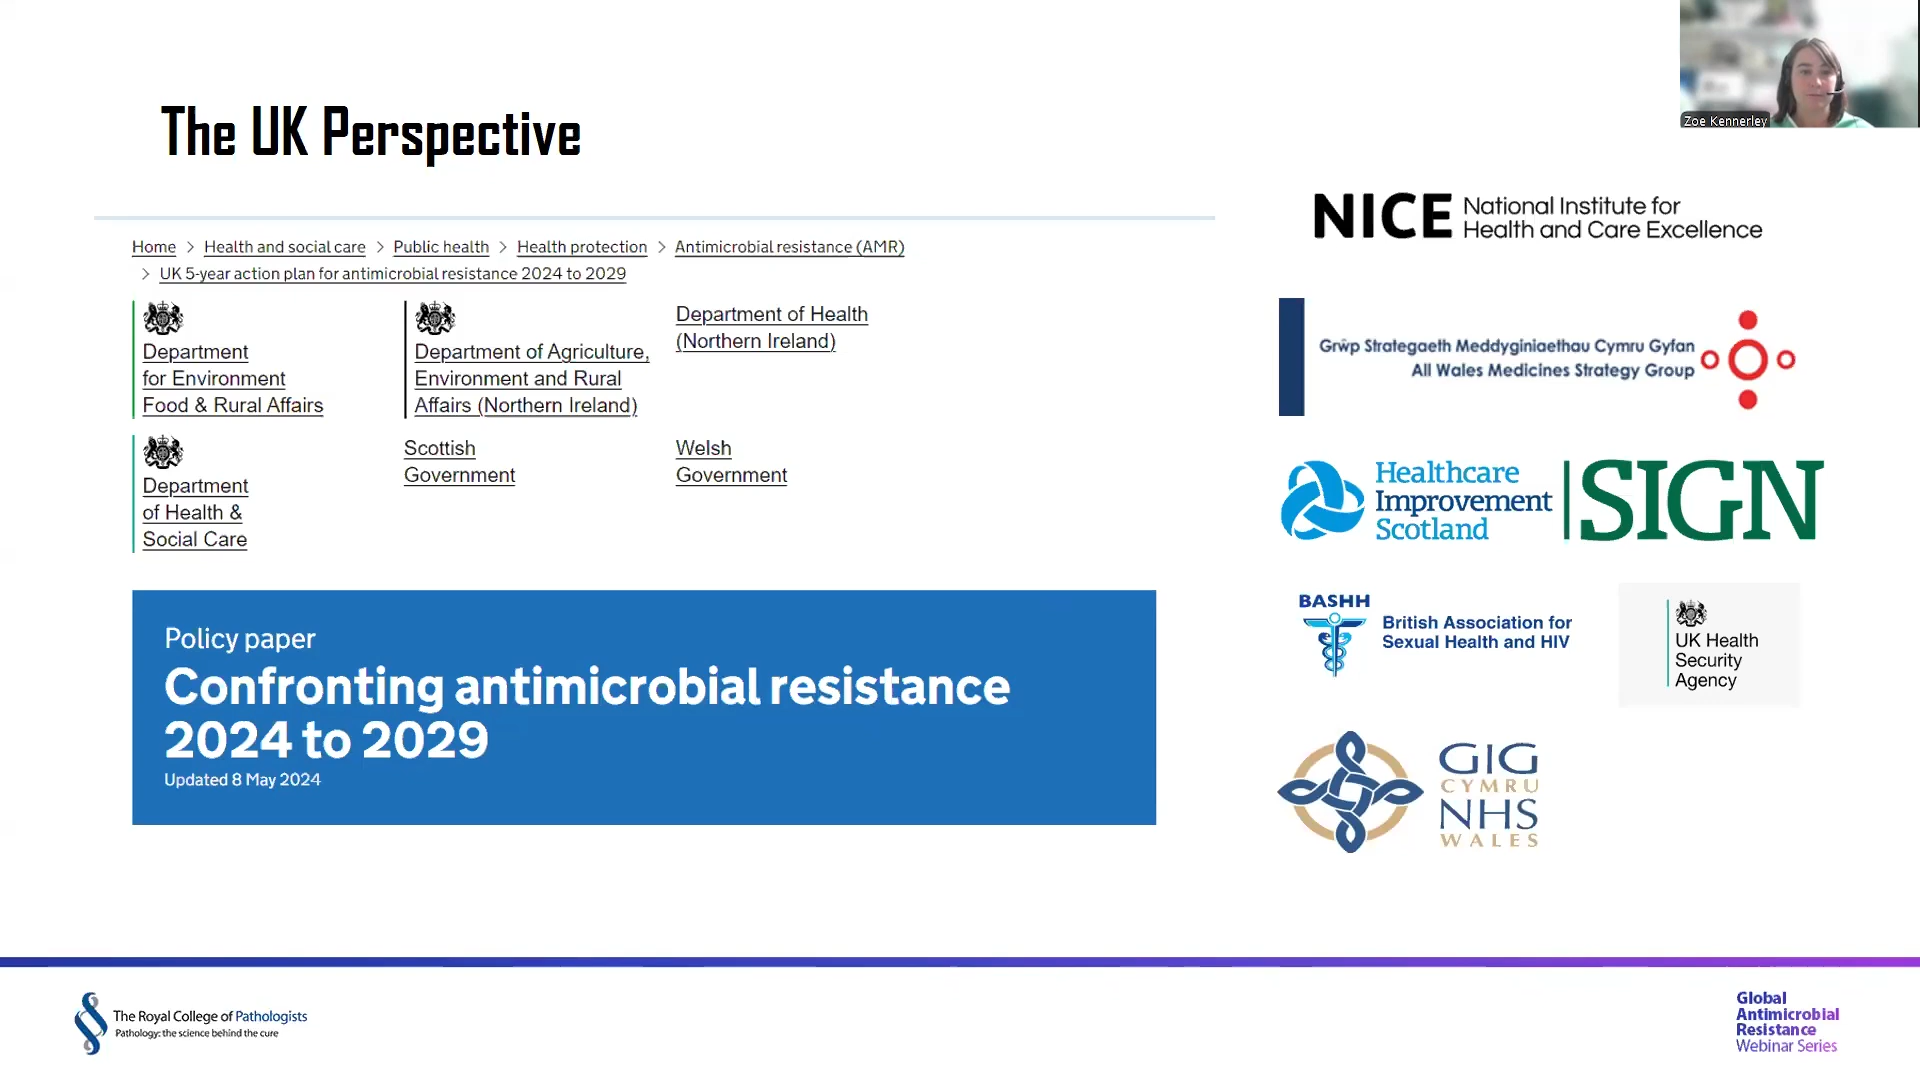 The UK Perspective
Zoe Kennerley
Home > Health and social care > Public health > Health protection > Antimicrobial resistance (AMR)
> UK 5-year action plan for antimicrobial resistance 2024 to 2029
Department
for Environment
Food & Rural Affairs
Department of Agriculture,
Environment and Rural
Affairs (Northern Ireland)
Department of Health
(Northern Ireland)
Department
of Health &
Social Care
Scottish
Government
Welsh
Government
Policy paper
Confronting antimicrobial resistance
2024 to 2029
Updated 8 May 2024
NICE National Institute for
Health and Care Excellence
Grŵp Strategaeth Meddyginiaethau Cymru Gyfan
All Wales Medicines Strategy Group
Healthcare
Improvement
Scotland
SIGN
BASHH
British Association for
Sexual Health and HIV
UK Health
Security
Agency
GIG
CYMRU
NHS
WALES
The Royal College of Pathologists
Pathology: the science behind the cure
Global
Antimicrobial
Resistance
Webinar Series